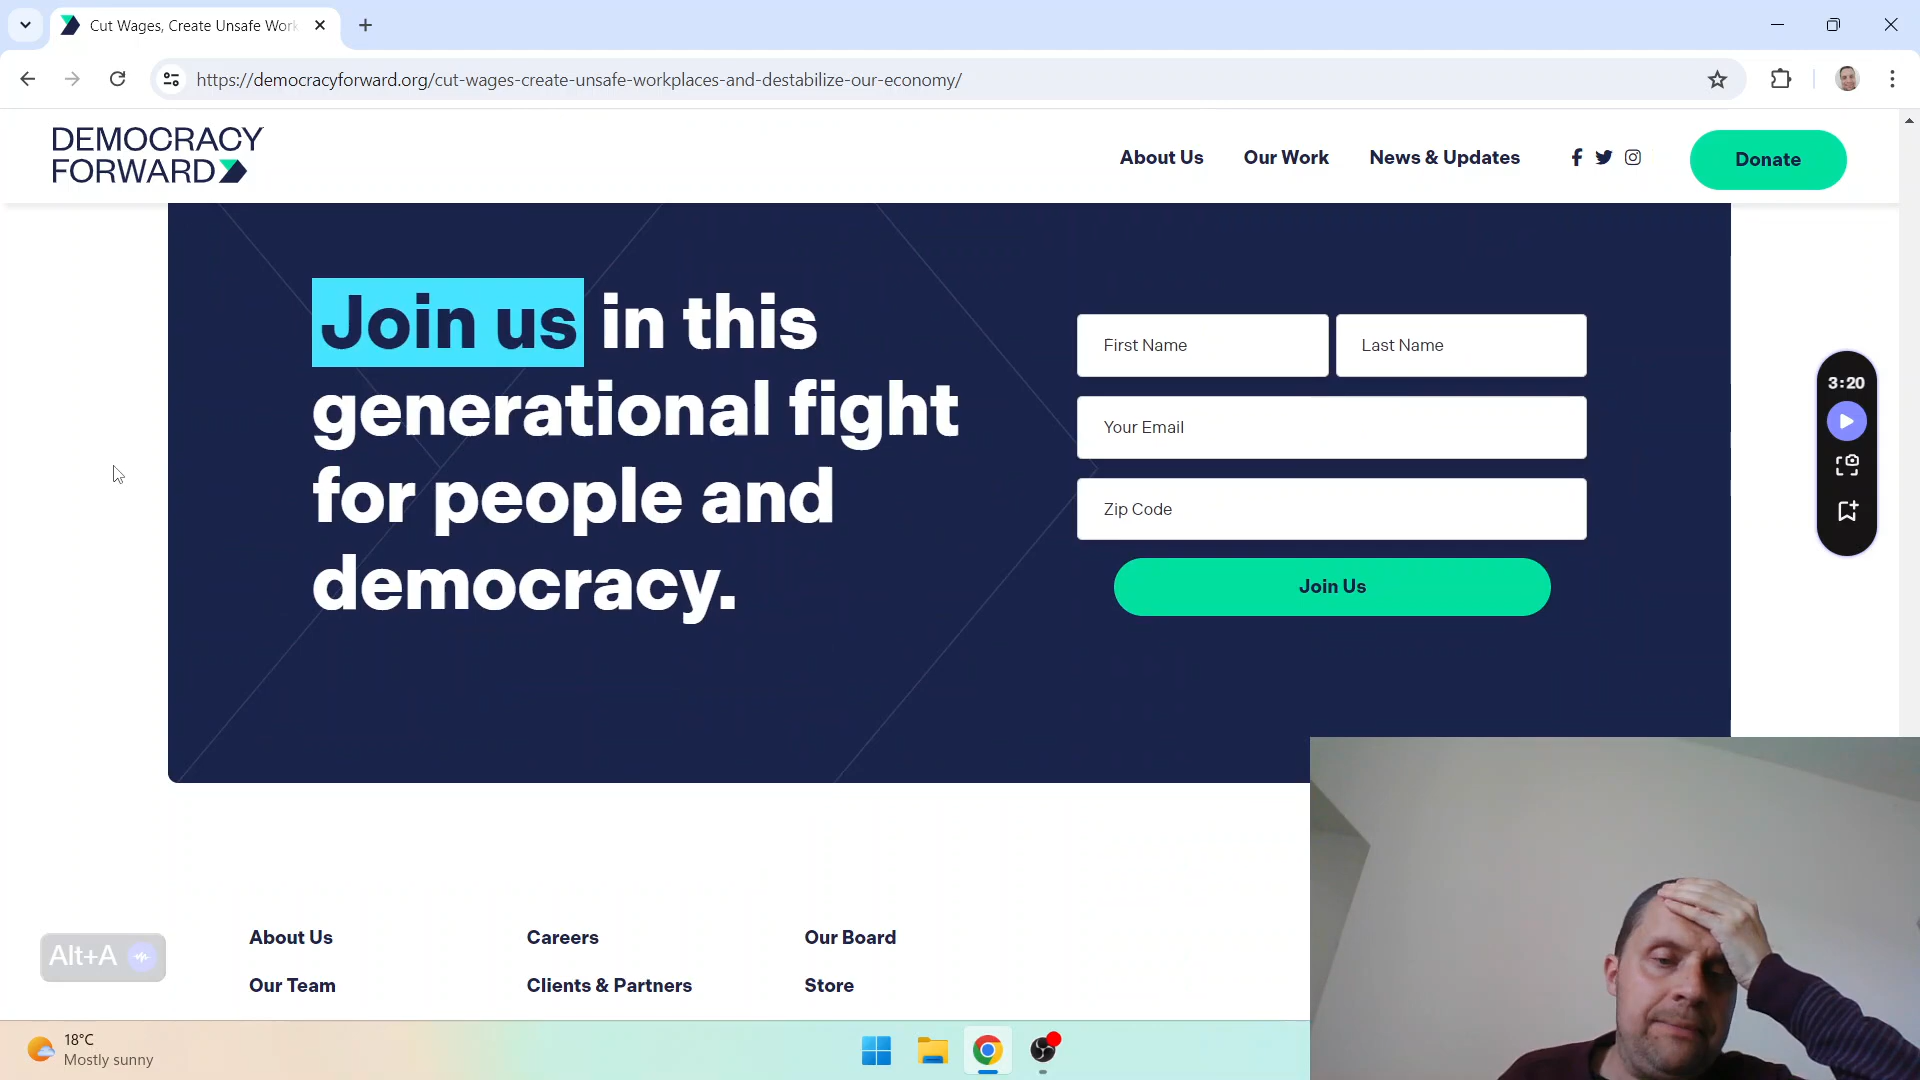 Cut Wages, Create Unsafe Work
https://democracyforward.org/cut-wages-create-unsafe-workplaces-and-destabilize-our-economy/
DEMOCRACY
FORWARD
About Us
Our Work
News & Updates
Donate
Join us in this
generational fight
for people and
democracy.
First Name
Last Name
Your Email
Zip Code
Join Us
3:20
Alt+A
About Us
Careers
Our Board
Our Team
Clients & Partners
Store
18°C
Mostly sunny